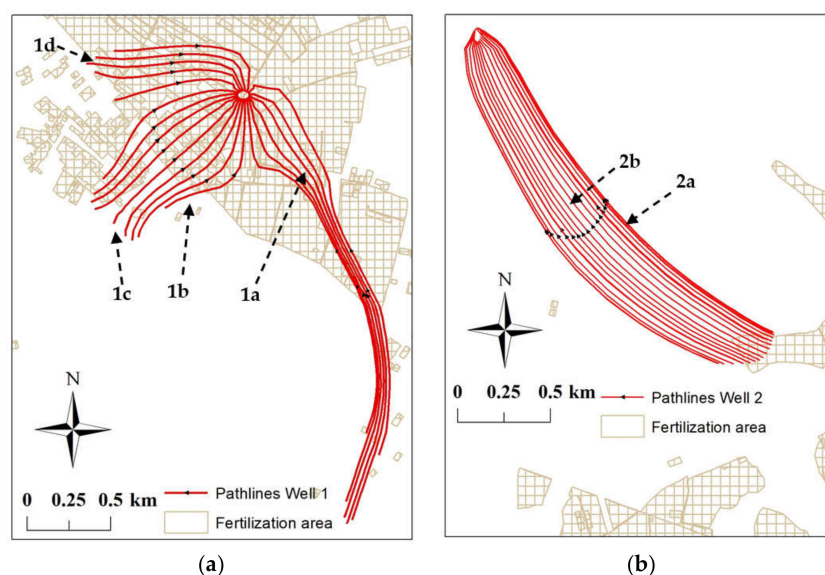 1d
1c
1b
1a
N
0 0.25 0.5 km
Pathlines Well 1
Fertilization area
(a)
2b
2a
N
0 0.25 0.5 km
Pathlines Well 2
Fertilization area
(b)